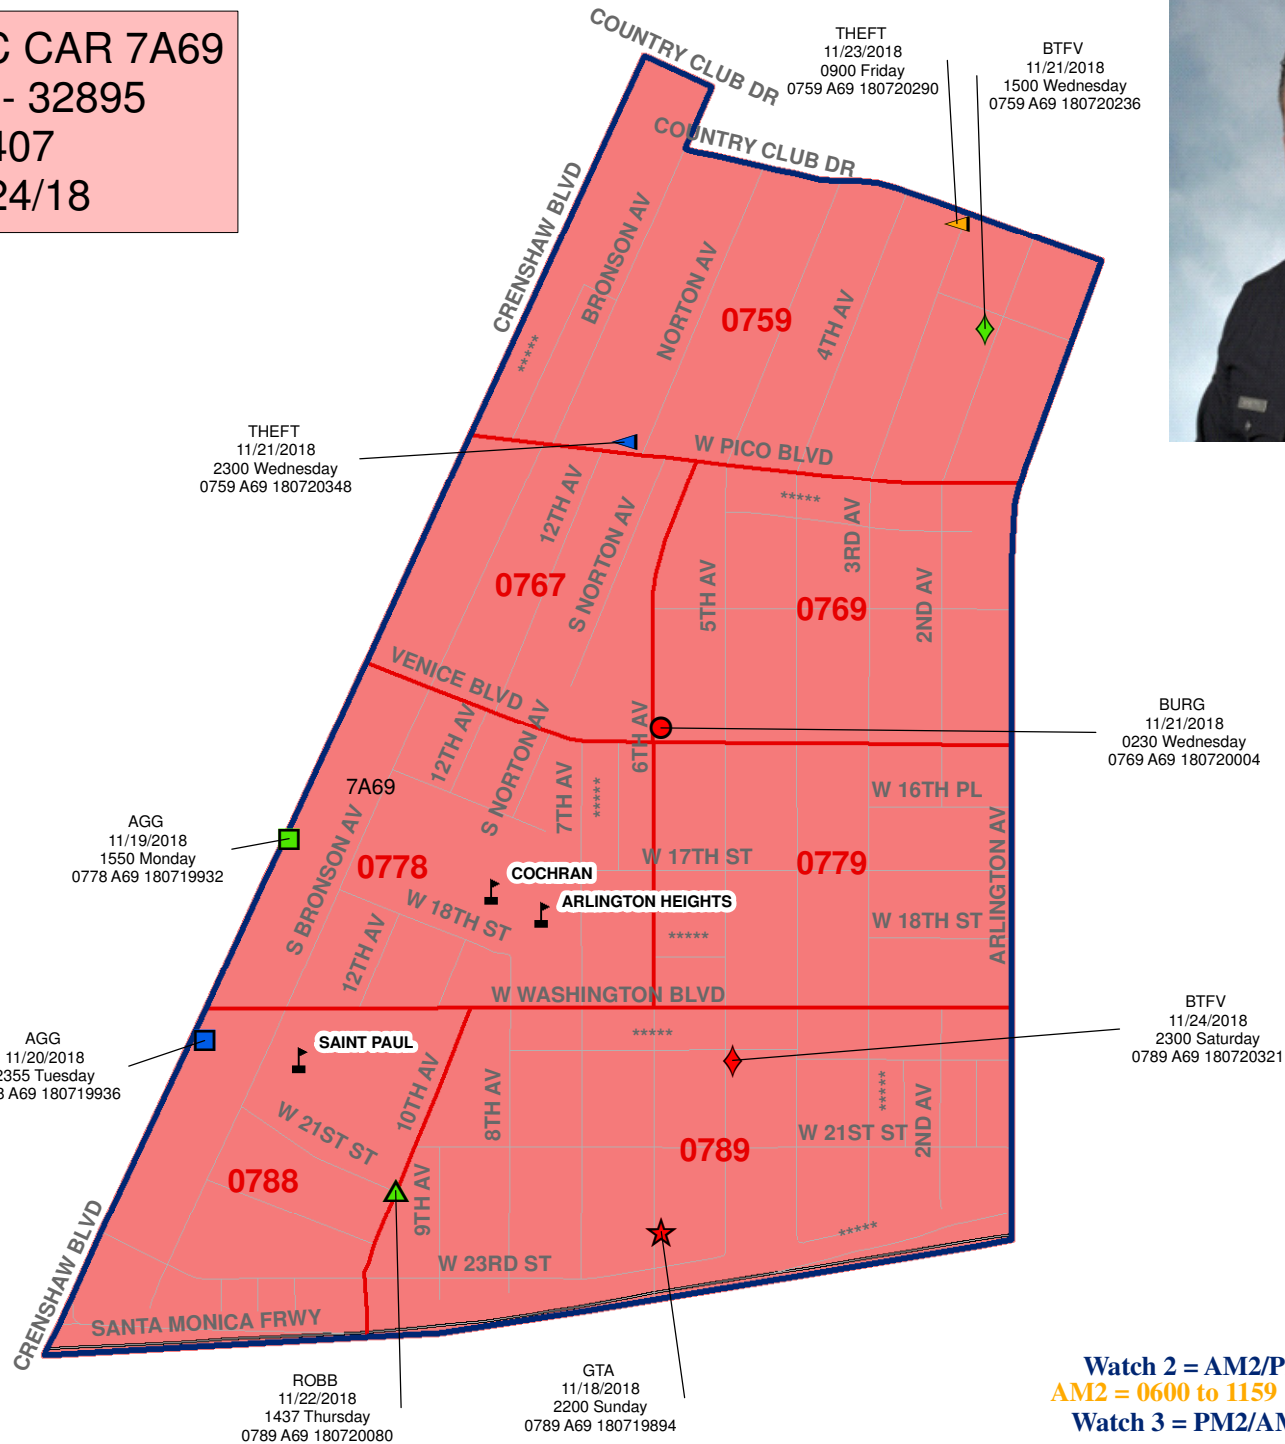 C CAR 7A69
- 32895
407
24/18
COUNTRY CLUB DR
COUNTRY CLUB DR
THEFT
11/23/2018
0900 Friday
0759 A69 180720290
BTFV
11/21/2018
1500 Wednesday
0759 A69 180720236
CRENSHAW BLVD
BRONSON AV
NORTON AV
4TH AV
0759
*****
THEFT
11/21/2018
2300 Wednesday
0759 A69 180720348
W PICO BLVD
*****
12TH AV
S NORTON AV
3RD AV
5TH AV
2ND AV
0767
0769
VENICE BLVD
12TH AV
S NORTON AV
6TH AV
7TH AV
*****
BURG
11/21/2018
0230 Wednesday
0769 A69 180720004
7A69
W 16TH PL
AGG
11/19/2018
1550 Monday
0778 A69 180719932
S BRONSON AV
0778
COCHRAN
ARLINGTON HEIGHTS
W 17TH ST
0779
ARLINGTON AV
W 18TH ST
W 18TH ST
12TH AV
*****
W WASHINGTON BLVD
*****
AGG
11/20/2018
2355 Tuesday
A69 180719936
SAINT PAUL
BTFV
11/24/2018
2300 Saturday
0789 A69 180720321
10TH AV
8TH AV
*****
2ND AV
W 21ST ST
W 21ST ST
0788
0789
9TH AV
*****
W 23RD ST
CRENSHAW BLVD
SANTA MONICA FRWY
ROBB
11/22/2018
1437 Thursday
0789 A69 180720080
GTA
11/18/2018
2200 Sunday
0789 A69 180719894
Watch 2 = AM2/P
AM2 = 0600 to 1159
Watch 3 = PM2/A